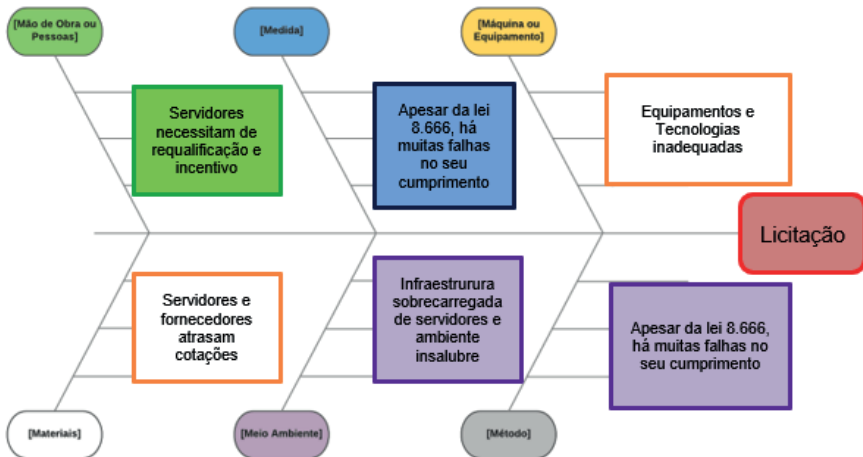 [Mão de Obra ou
Pessoas]
[Medida]
[Máquina ou
Equipamento]
Servidores
necessitam de
requalificação e
incentivo
Apesar da lei
8.666, há
muitas falhas
no seu
cumprimento
Equipamentos e
Tecnologias
inadequadas
Licitação
Servidores e
fornecedores
atrasam
cotações
Infraestrurura
sobrecarregada
de servidores e
ambiente
insalubre
Apesar da lei 8.666,
há muitas falhas no
seu cumprimento
[Materiais]
[Meio Ambiente]
[Método]